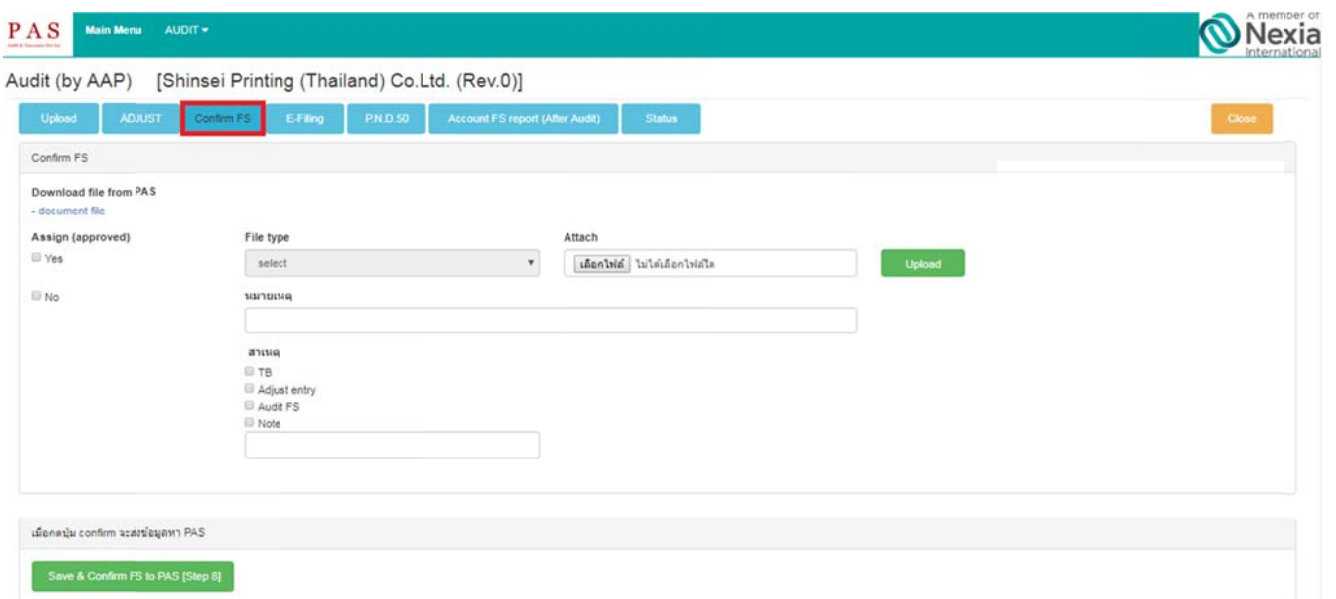 A member of
PAS Main Menu AUDIT Nexia
Audit & Assurance Service International
Audit (by AAP) [Shinsei Printing (Thailand) Co.Ltd. (Rev.0)]
Upload ADJUST Confirm FS E-Filing P.N.D.50 Account FS report (After Audit) Status Close
Confirm FS
Download file from PAS
- document file
Assign (approved) File type Attach
Yes select เลือกไฟล์ ไม่ได้เลือกไฟล์ใด Upload
No หมายเหตุ
สาเหตุ
TB
Adjust entry
Audit FS
Note
เมื่อกดปุ่ม confirm จะส่งข้อมูลหา PAS
Save & Confirm FS to PAS [Step 8]